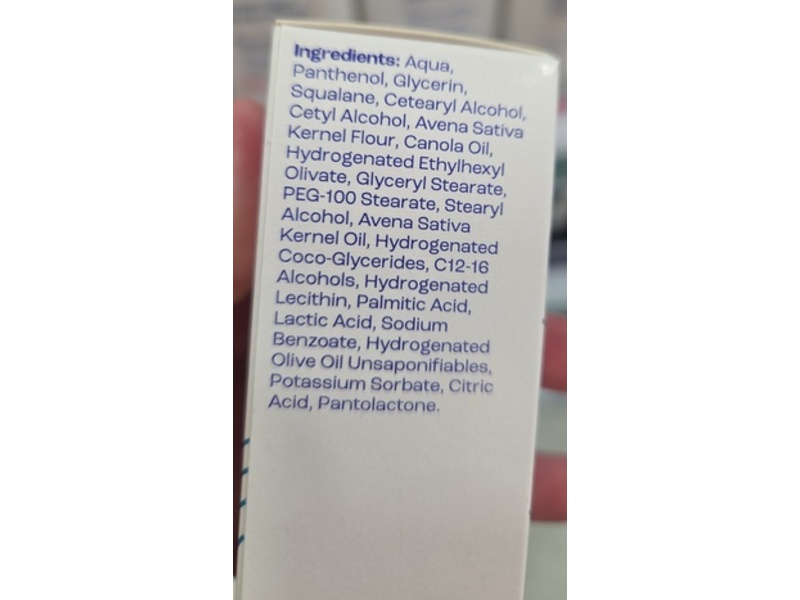 Ingredients: Aqua,
Panthenol, Glycerin,
Squalane, Cetearyl Alcohol,
Cetyl Alcohol, Avena Sativa
Kernel Flour, Canola Oil,
Hydrogenated Ethylhexyl
Olivate, Glyceryl Stearate,
PEG-100 Stearate, Stearyl
Alcohol, Avena Sativa
Kernel Oil, Hydrogenated
Coco-Glycerides, C12-16
Alcohols, Hydrogenated
Lecithin, Palmitic Acid,
Lactic Acid, Sodium
Benzoate, Hydrogenated
Olive Oil Unsaponifiables,
Potassium Sorbate, Citric
Acid, Pantolactone.